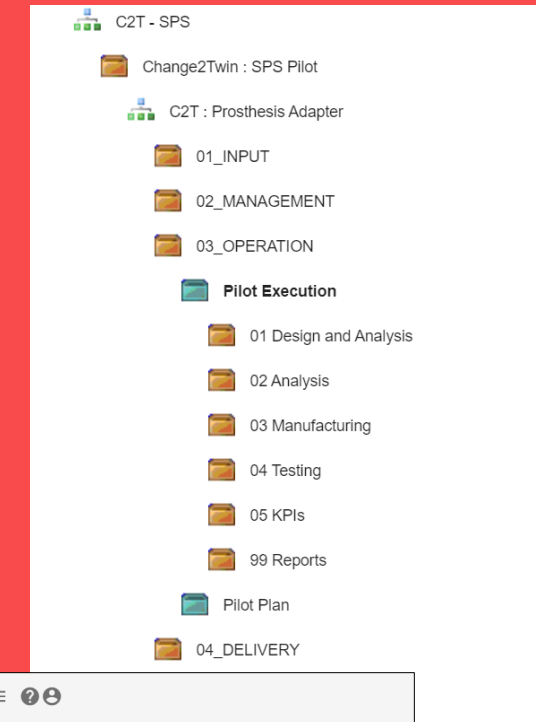 C2T - SPS
Change2Twin : SPS Pilot
C2T : Prosthesis Adapter
01_INPUT
02_MANAGEMENT
03_OPERATION
Pilot Execution
01 Design and Analysis
02 Analysis
03 Manufacturing
04 Testing
05 KPIs
99 Reports
Pilot Plan
04_DELIVERY